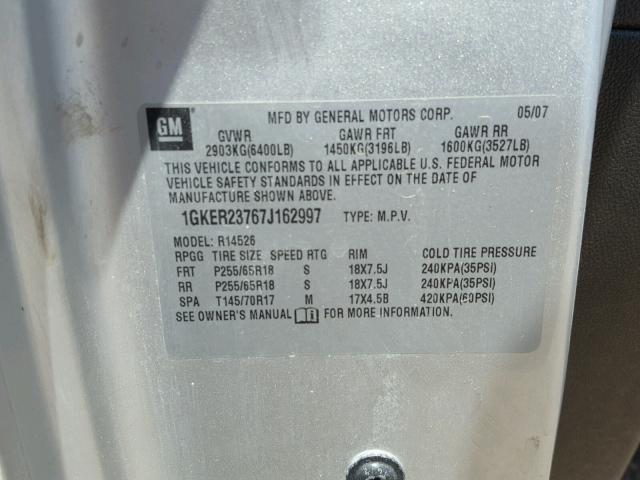 GM
MFD BY GENERAL MOTORS CORP. 05/07
GVWR GAWR FRT GAWR RR
2903KG(6400LB) 1450KG(3196LB) 1600KG(3527LB)
THIS VEHICLE CONFORMS TO ALL APPLICABLE U.S. FEDERAL MOTOR
VEHICLE SAFETY STANDARDS IN EFFECT ON THE DATE OF
MANUFACTURE SHOWN ABOVE.
1GKER23767J162997 TYPE: M.P.V.
MODEL: R14526
RPGG TIRE SIZE SPEED RTG RIM COLD TIRE PRESSURE
FRT P255/65R18 S 18X7.5J 240KPA(35PSI)
RR P255/65R18 S 18X7.5J 240KPA(35PSI)
SPA T145/70R17 M 17X4.5B 420KPA(60PSI)
SEE OWNER'S MANUAL FOR MORE INFORMATION.